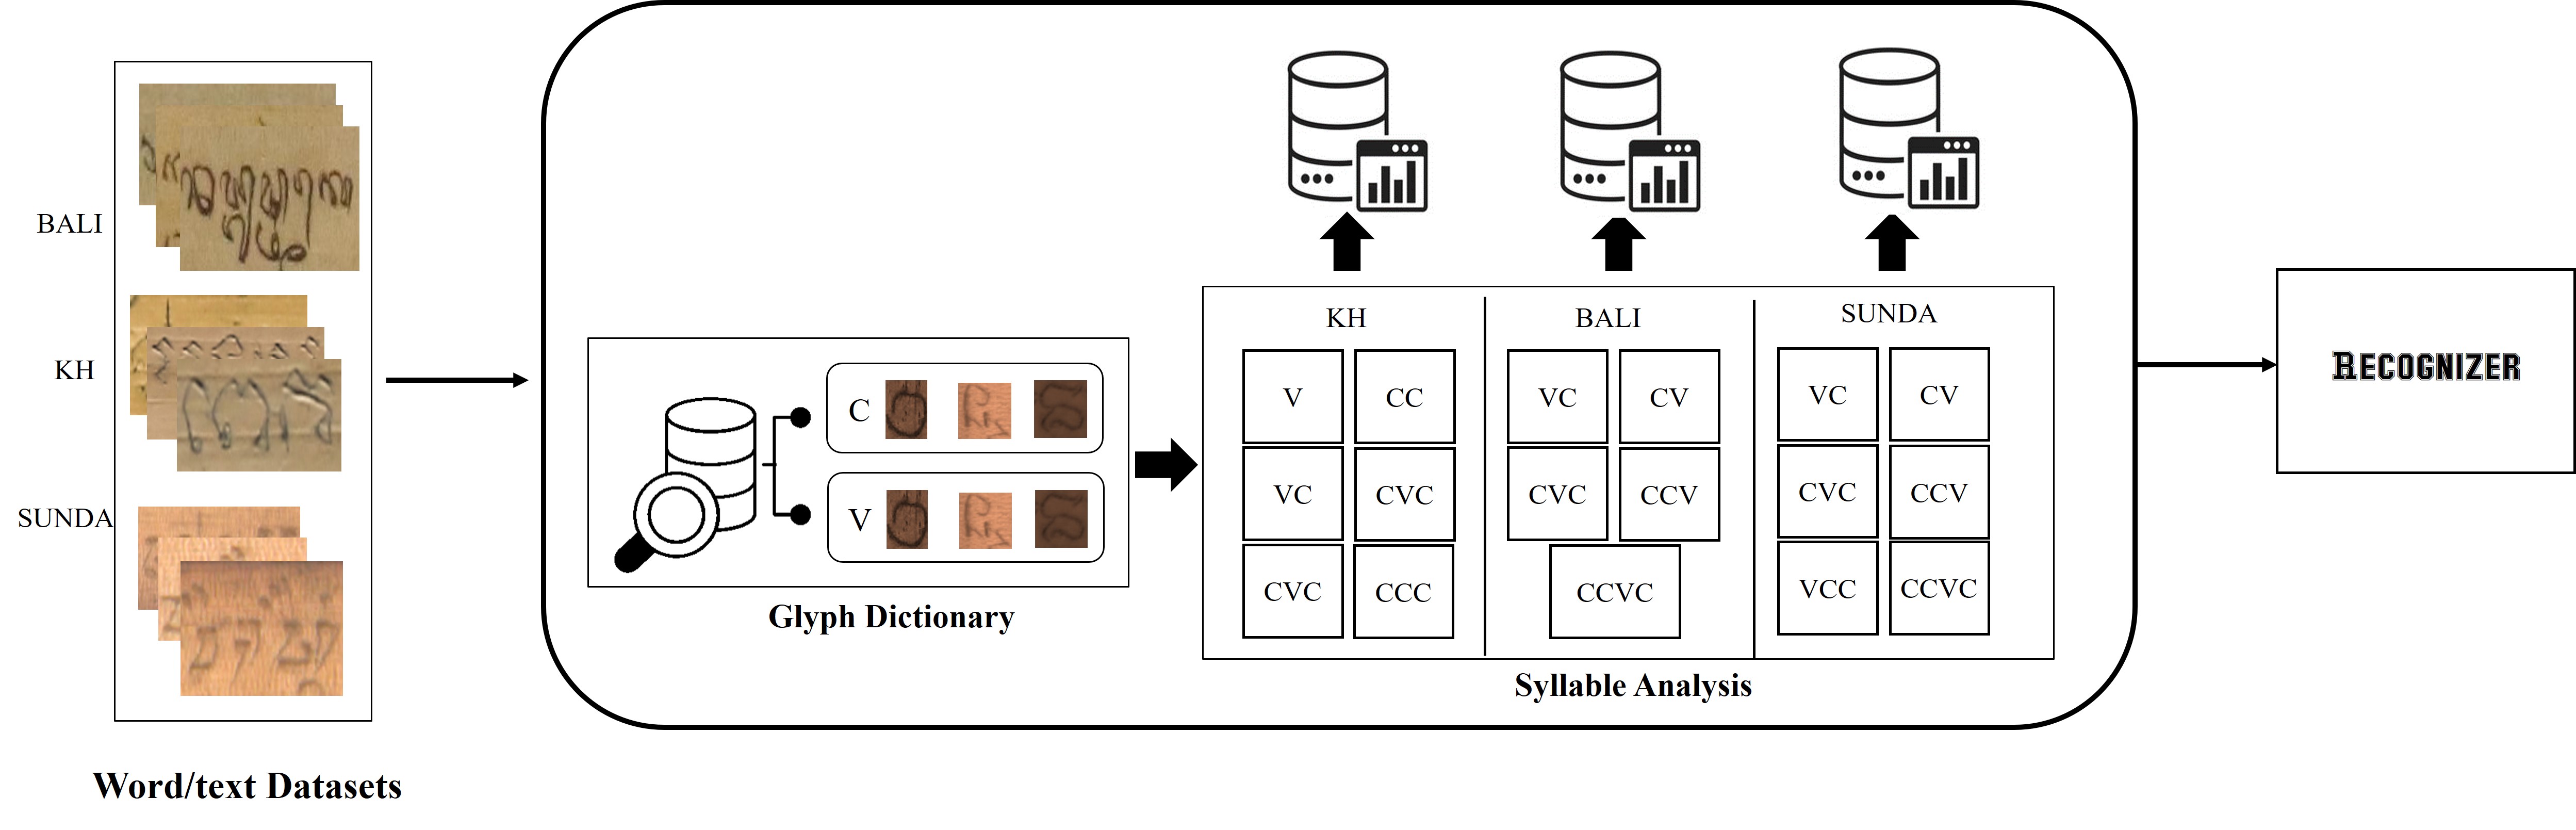 BALI
KH
SUNDA
Word/text Datasets
C
V
Glyph Dictionary
KH
V
CC
VC
CVC
CVC
CCC
BALI
VC
CV
CVC
CCV
CCVC
SUNDA
VC
CV
CVC
CCV
VCC
CCVC
Syllable Analysis
RECOGNIZER